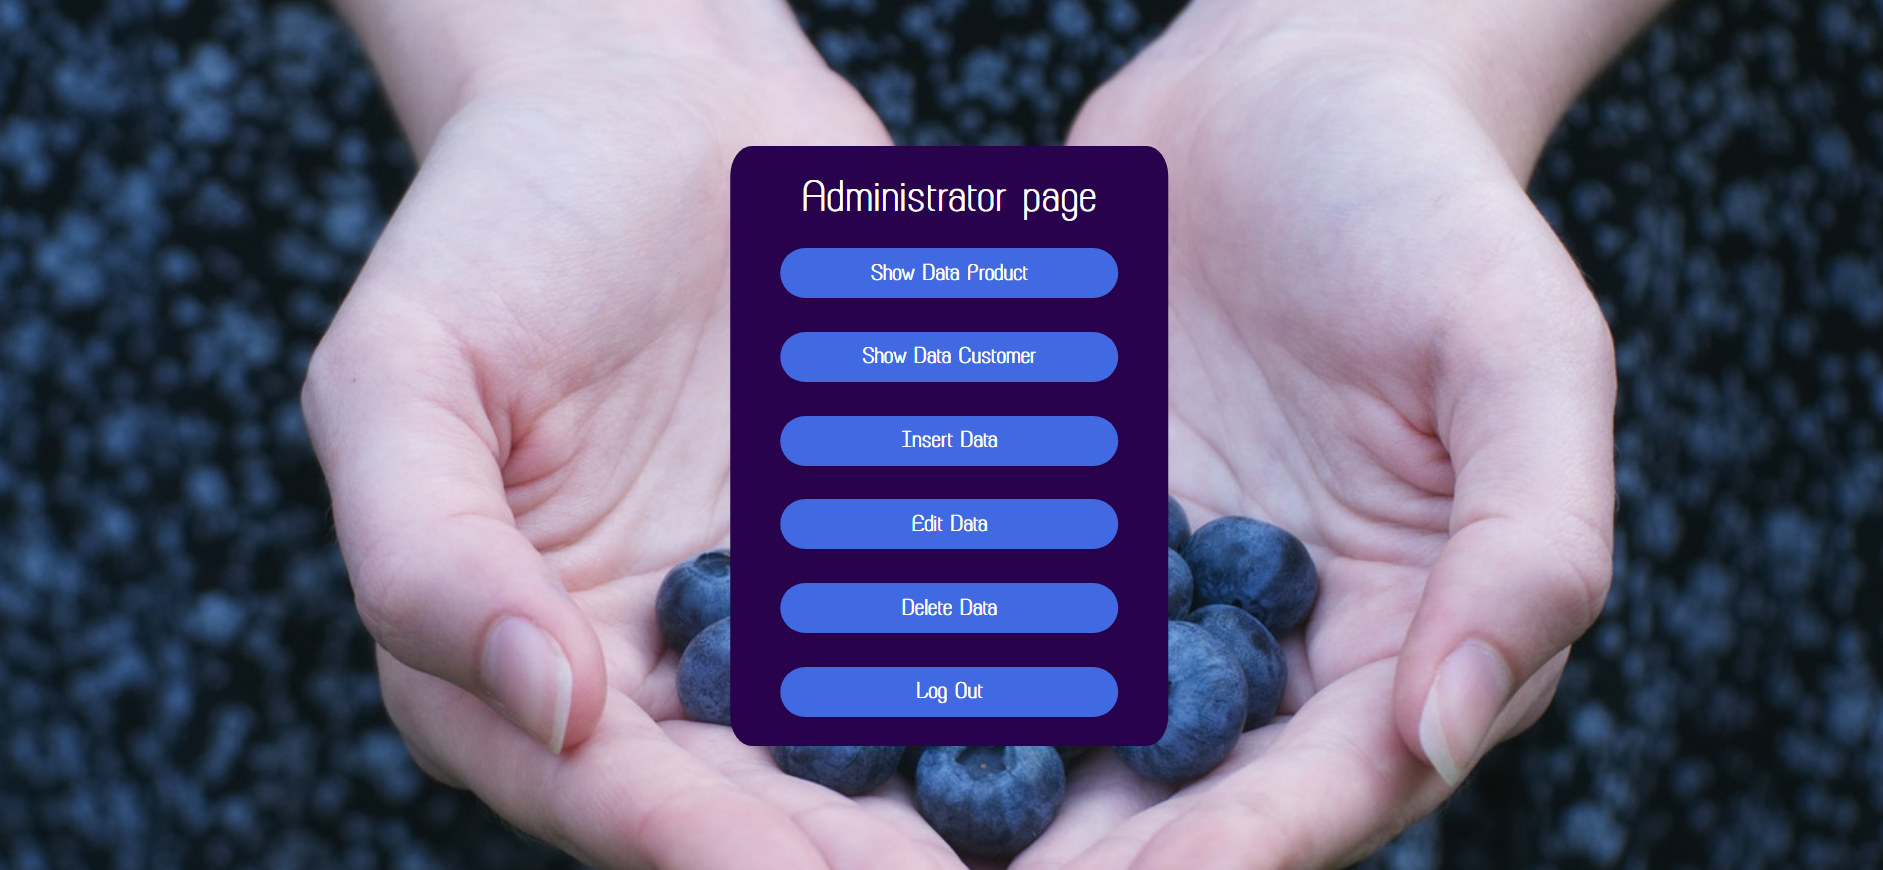 Administrator page
Show Data Product
Show Data Customer
Insert Data
Edit Data
Delete Data
Log Out